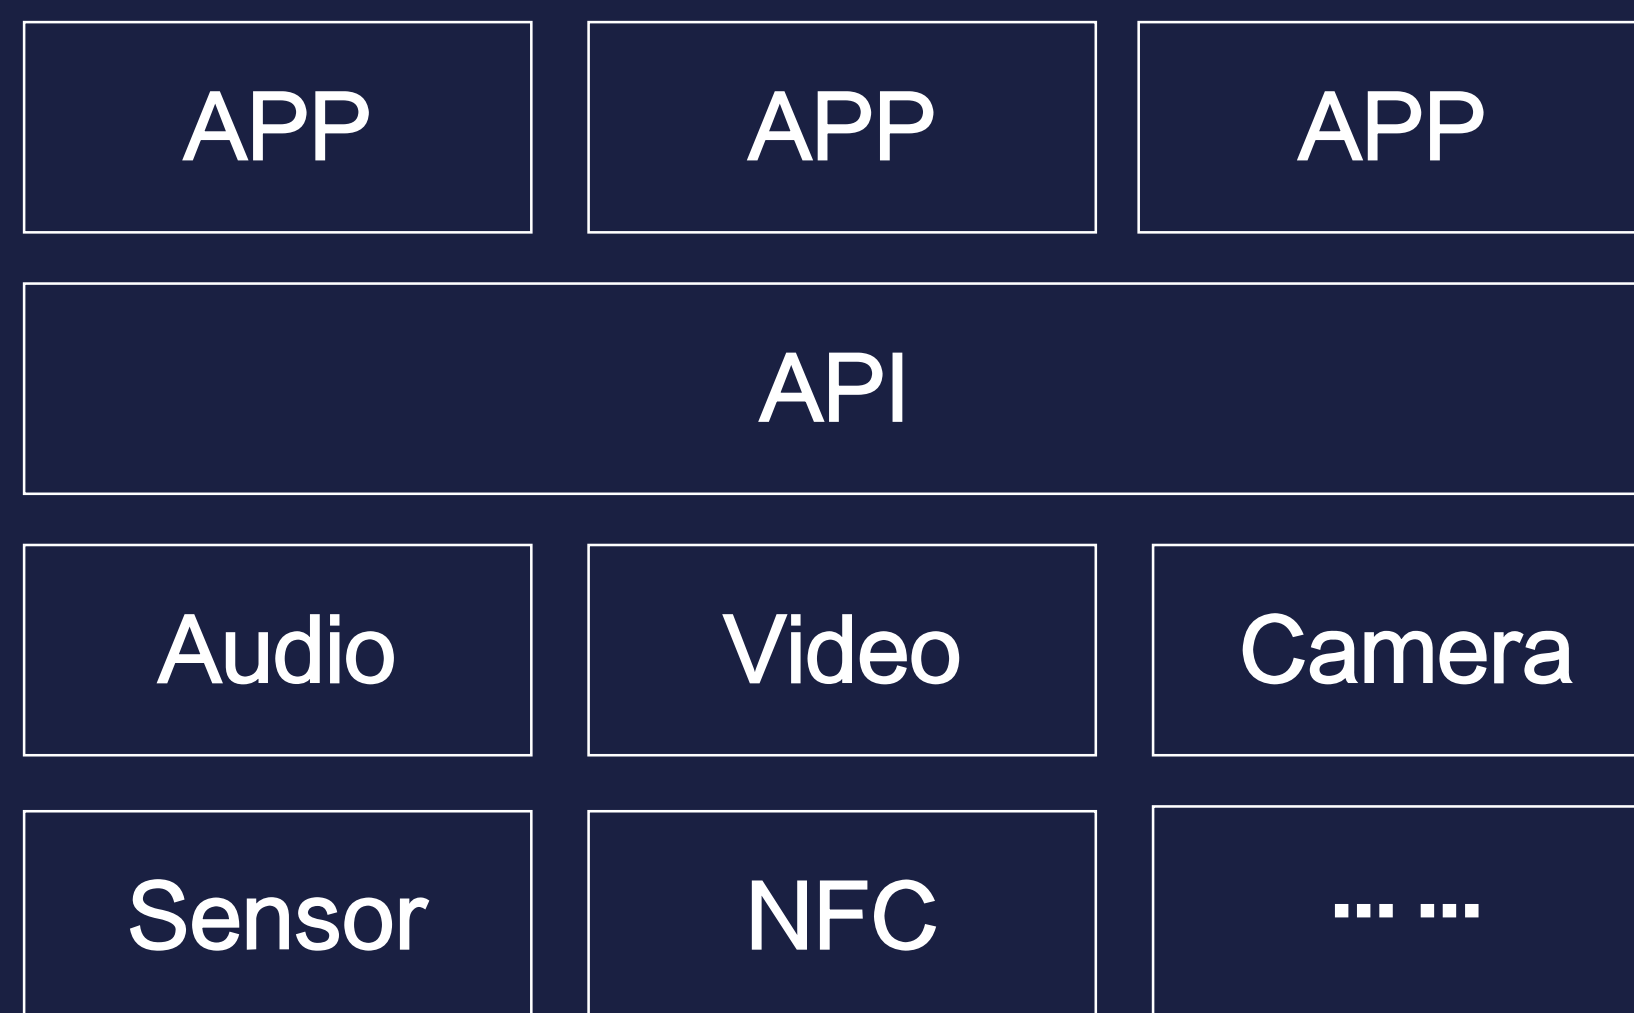 APP APP APP
API
Audio Video Camera
Sensor NFC ... ...